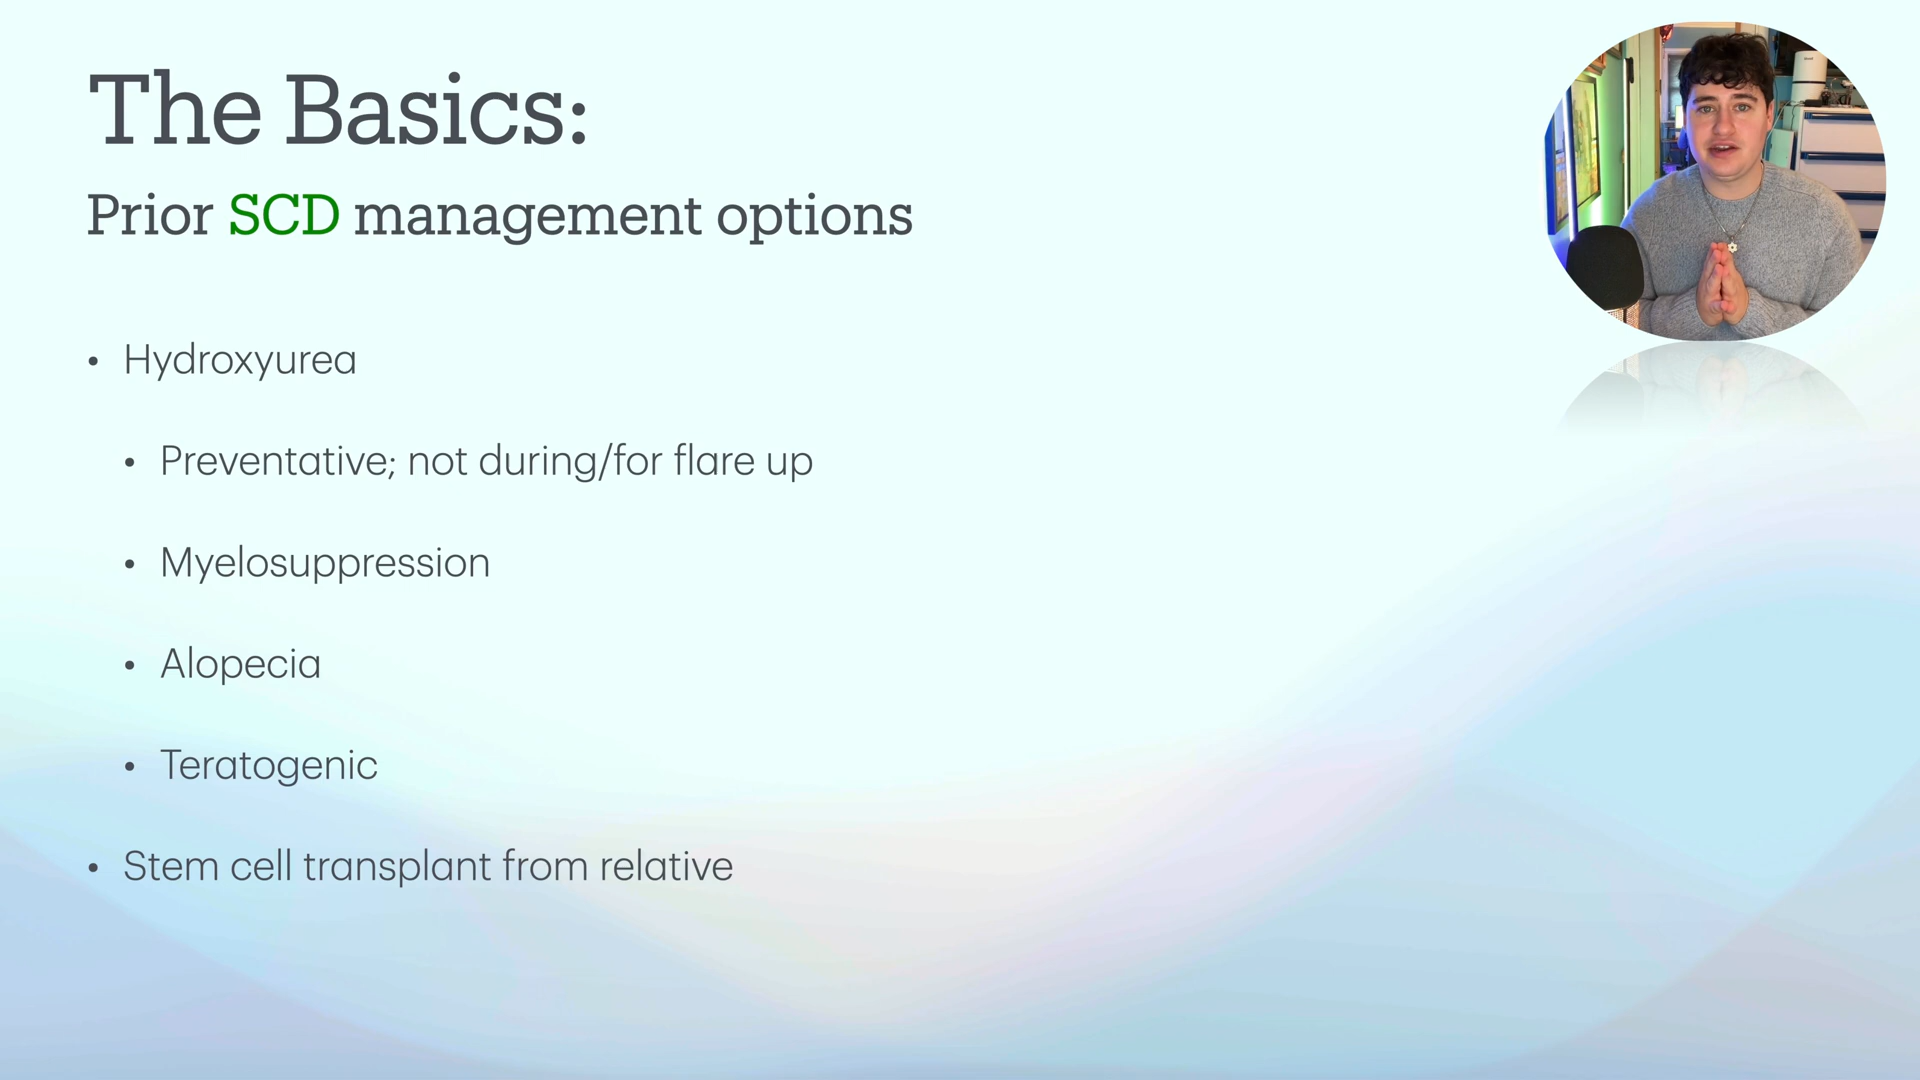 The Basics:
Prior SCD management options
• Hydroxyurea
• Preventative; not during/for flare up
• Myelosuppression
• Alopecia
• Teratogenic
• Stem cell transplant from relative